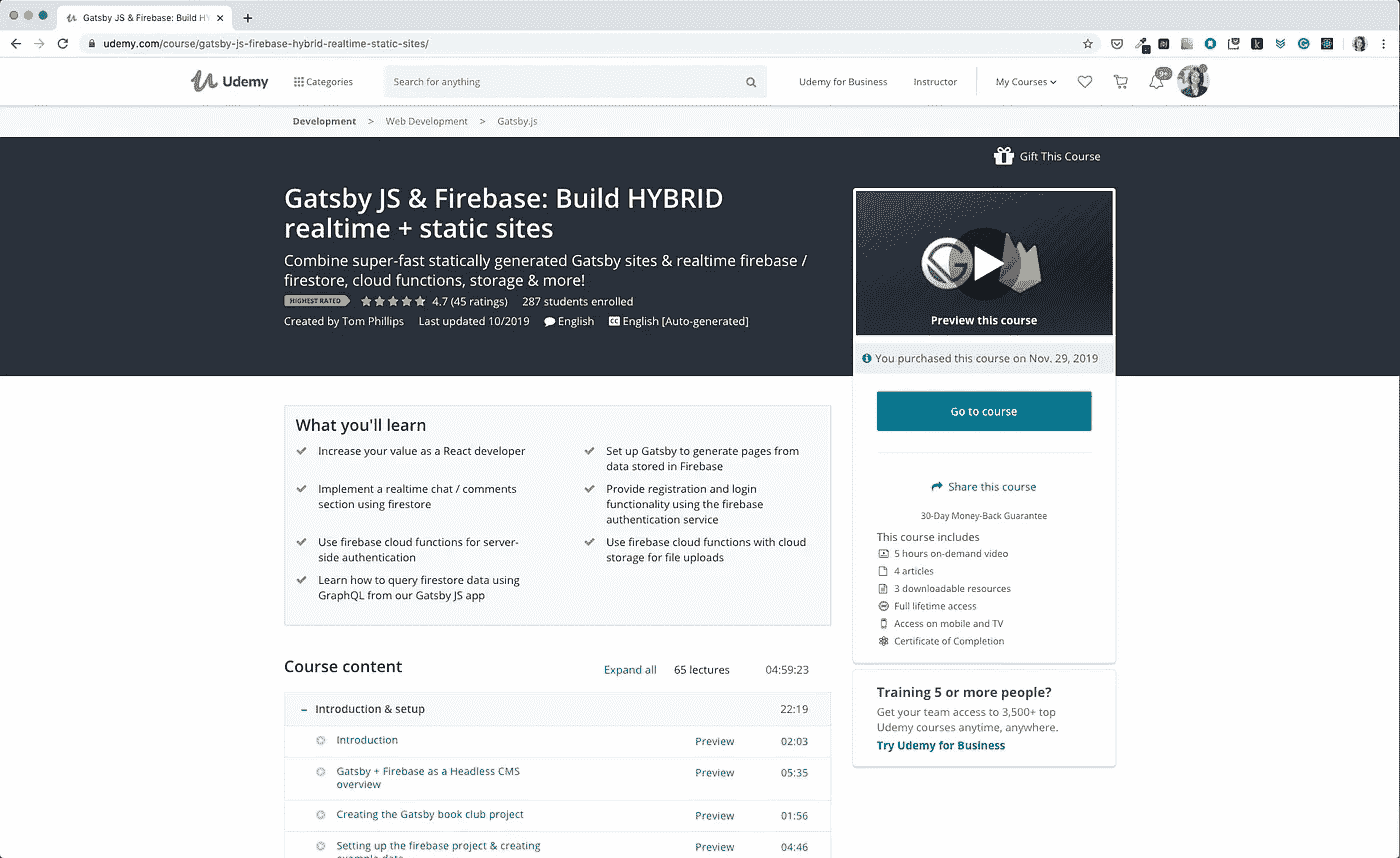 Gatsby JS & Firebase: Build HY
udemy.com/course/gatsby-js-firebase-hybrid-realtime-static-sites/
Udemy
Categories
Search for anything
Udemy for Business
Instructor
My Courses
9+
Development > Web Development > Gatsby.js
Gift This Course
Gatsby JS & Firebase: Build HYBRID
realtime + static sites
Combine super-fast statically generated Gatsby sites & realtime firebase /
firestore, cloud functions, storage & more!
HIGHEST RATED 4.7 (45 ratings) 287 students enrolled
Created by Tom Phillips Last updated 10/2019 English CC English [Auto-generated]
Preview this course
You purchased this course on Nov. 29, 2019
Go to course
Share this course
30-Day Money-Back Guarantee
This course includes
5 hours on-demand video
4 articles
3 downloadable resources
Full lifetime access
Access on mobile and TV
Certificate of Completion
Training 5 or more people?
Get your team access to 3,500+ top
Udemy courses anytime, anywhere.
Try Udemy for Business
What you'll learn
Increase your value as a React developer
Set up Gatsby to generate pages from
data stored in Firebase
Implement a realtime chat / comments
section using firestore
Provide registration and login
functionality using the firebase
authentication service
Use firebase cloud functions for server-
side authentication
Use firebase cloud functions with cloud
storage for file uploads
Learn how to query firestore data using
GraphQL from our Gatsby JS app
Course content
Expand all 65 lectures 04:59:23
Introduction & setup 22:19
Introduction Preview 02:03
Gatsby + Firebase as a Headless CMS
overview
Preview 05:35
Creating the Gatsby book club project Preview 01:56
Setting up the firebase project & creating
Preview 04:46